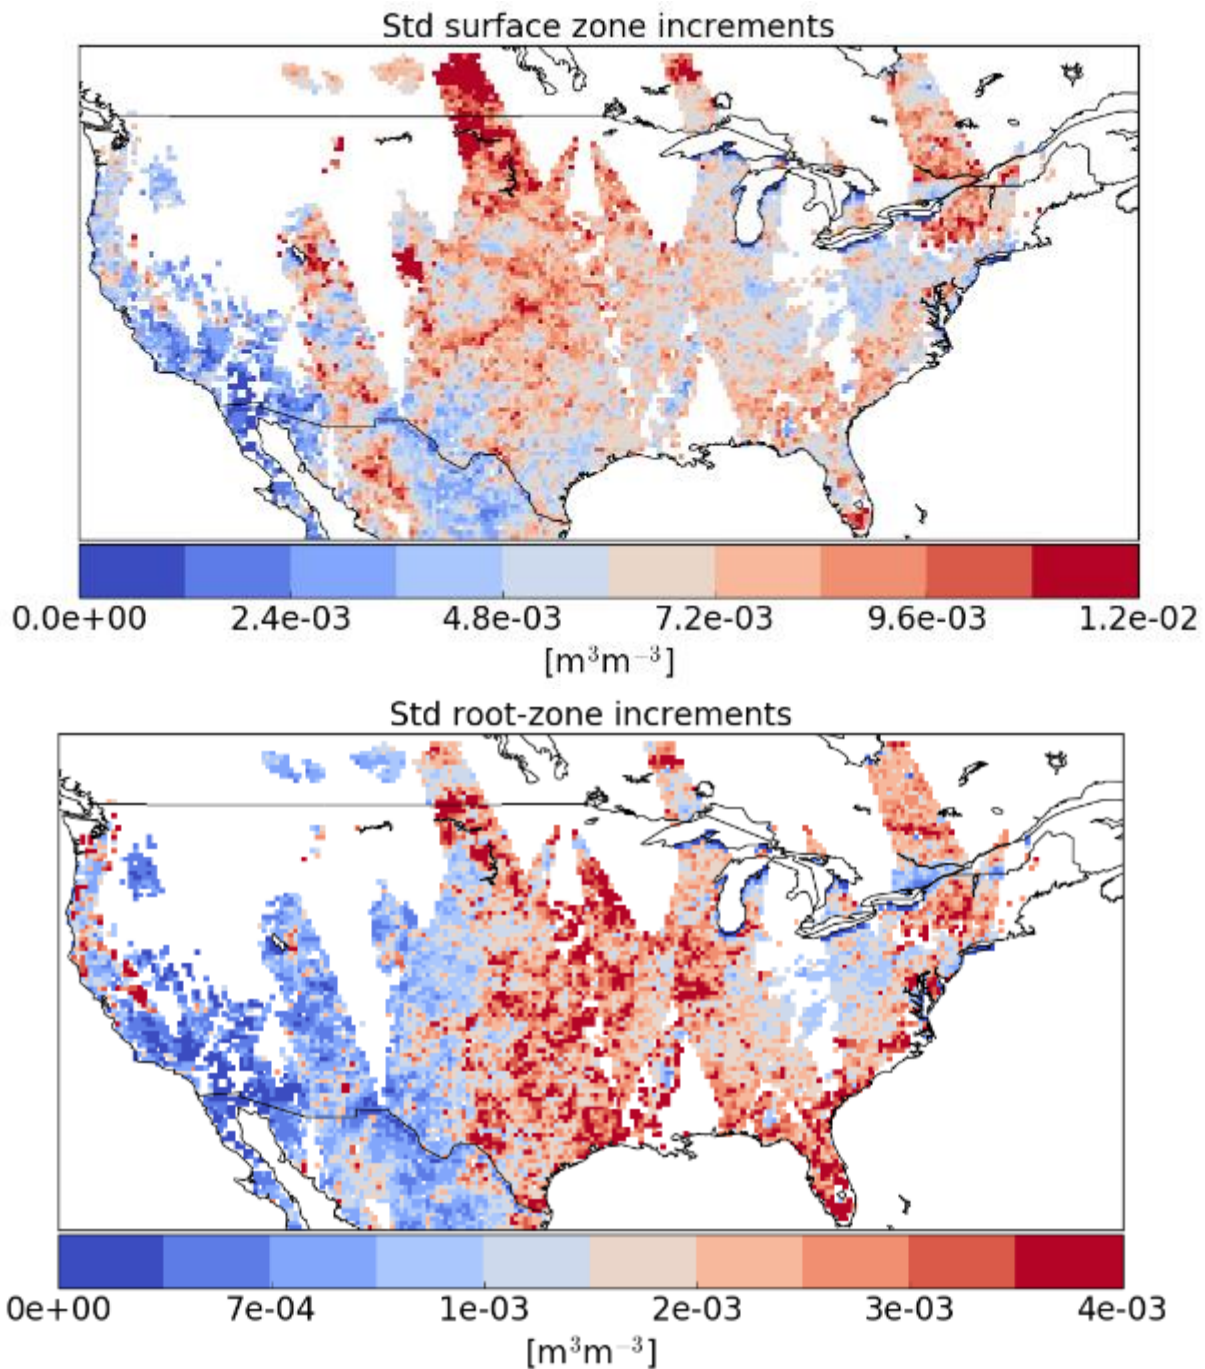 Std surface zone increments
0.0e+00 2.4e-03 4.8e-03 7.2e-03 9.6e-03 1.2e-02
[m³m⁻³]
Std root-zone increments
0e+00 7e-04 1e-03 2e-03 3e-03 4e-03
[m³m⁻³]